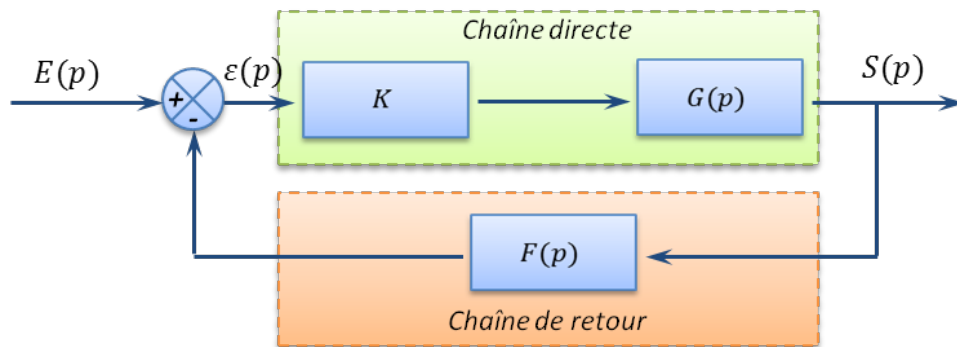 Chaîne directe
E(p)
ε(p)
S(p)
+
-
K
G(p)
F(p)
Chaîne de retour